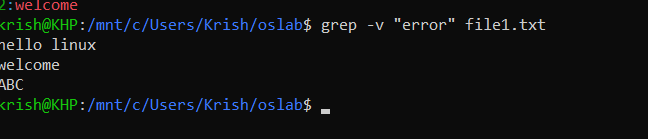 2:welcome
krish@KHP:/mnt/c/Users/Krish/oslab$ grep -v "error" file1.txt
hello linux
welcome
ABC
krish@KHP:/mnt/c/Users/Krish/oslab$